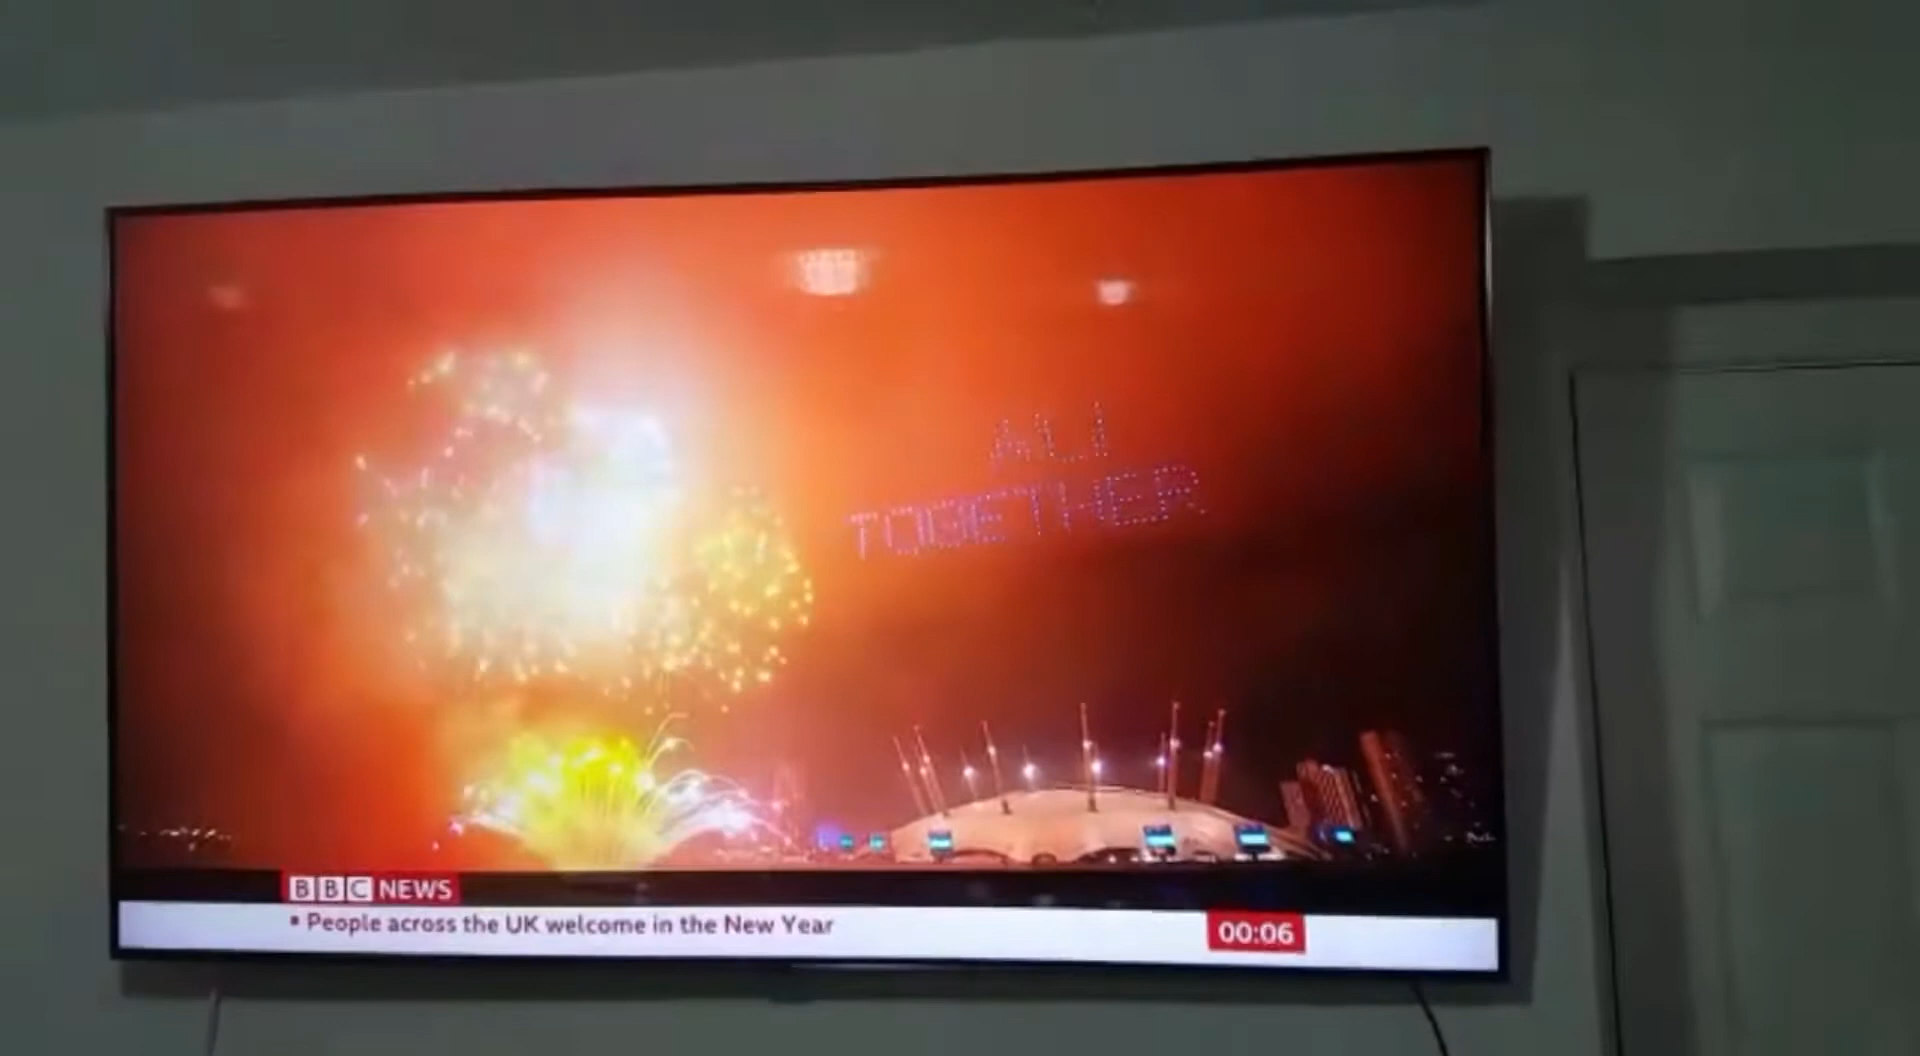 ALL
TOGETHER
BBC NEWS
▪ People across the UK welcome in the New Year
00:06